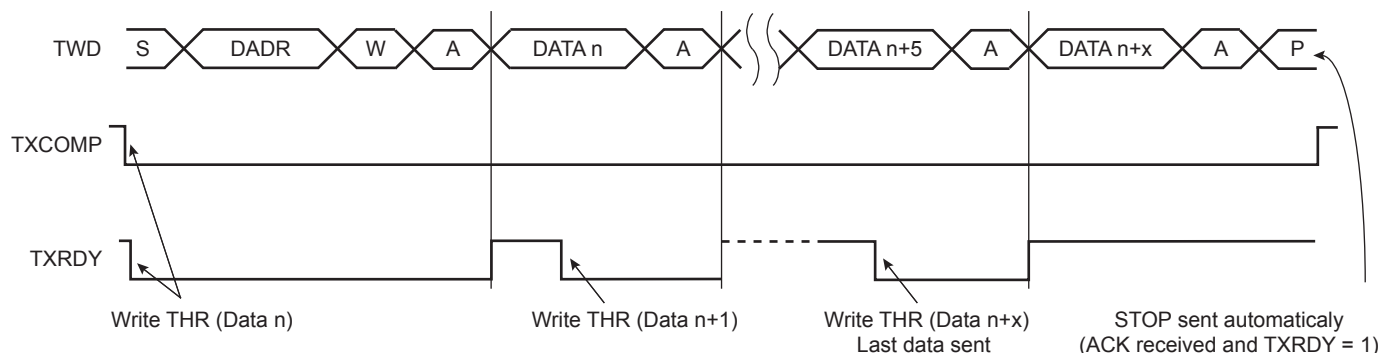 TWD S DADR W A DATA n A DATA n+5 A DATA n+x A P
TXCOMP
TXRDY
Write THR (Data n)
Write THR (Data n+1)
Write THR (Data n+x)
Last data sent
STOP sent automaticaly
(ACK received and TXRDY = 1)